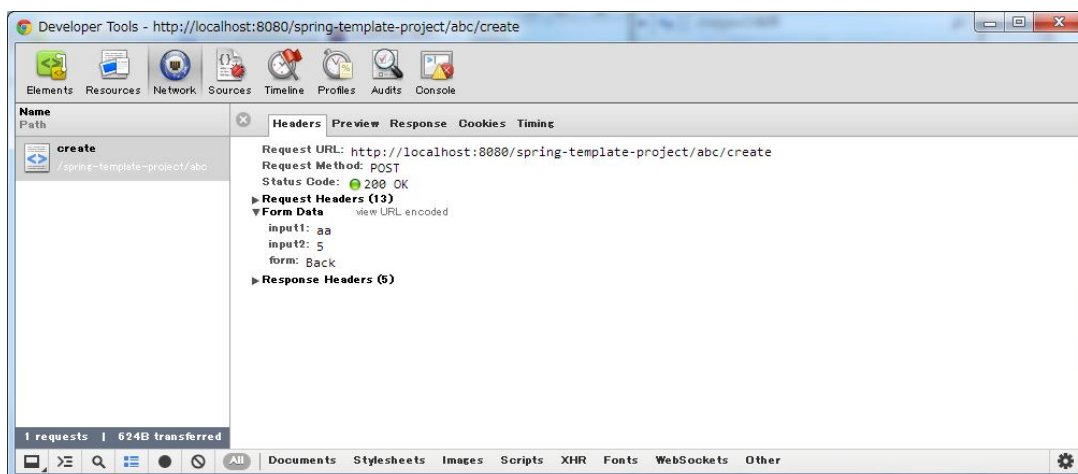 Developer Tools - http://localhost:8080/spring-template-project/abc/create
Elements Resources Network Sources Timeline Profiles Audits Console
Name
Path
Headers Preview Response Cookies Timing
create
/spring-template-project/abc
Request URL: http://localhost:8080/spring-template-project/abc/create
Request Method: POST
Status Code: 200 OK
Request Headers (13)
Form Data view URL encoded
input1: aa
input2: 5
form: Back
Response Headers (5)
1 requests | 624B transferred
All Documents Stylesheets Images Scripts XHR Fonts WebSockets Other